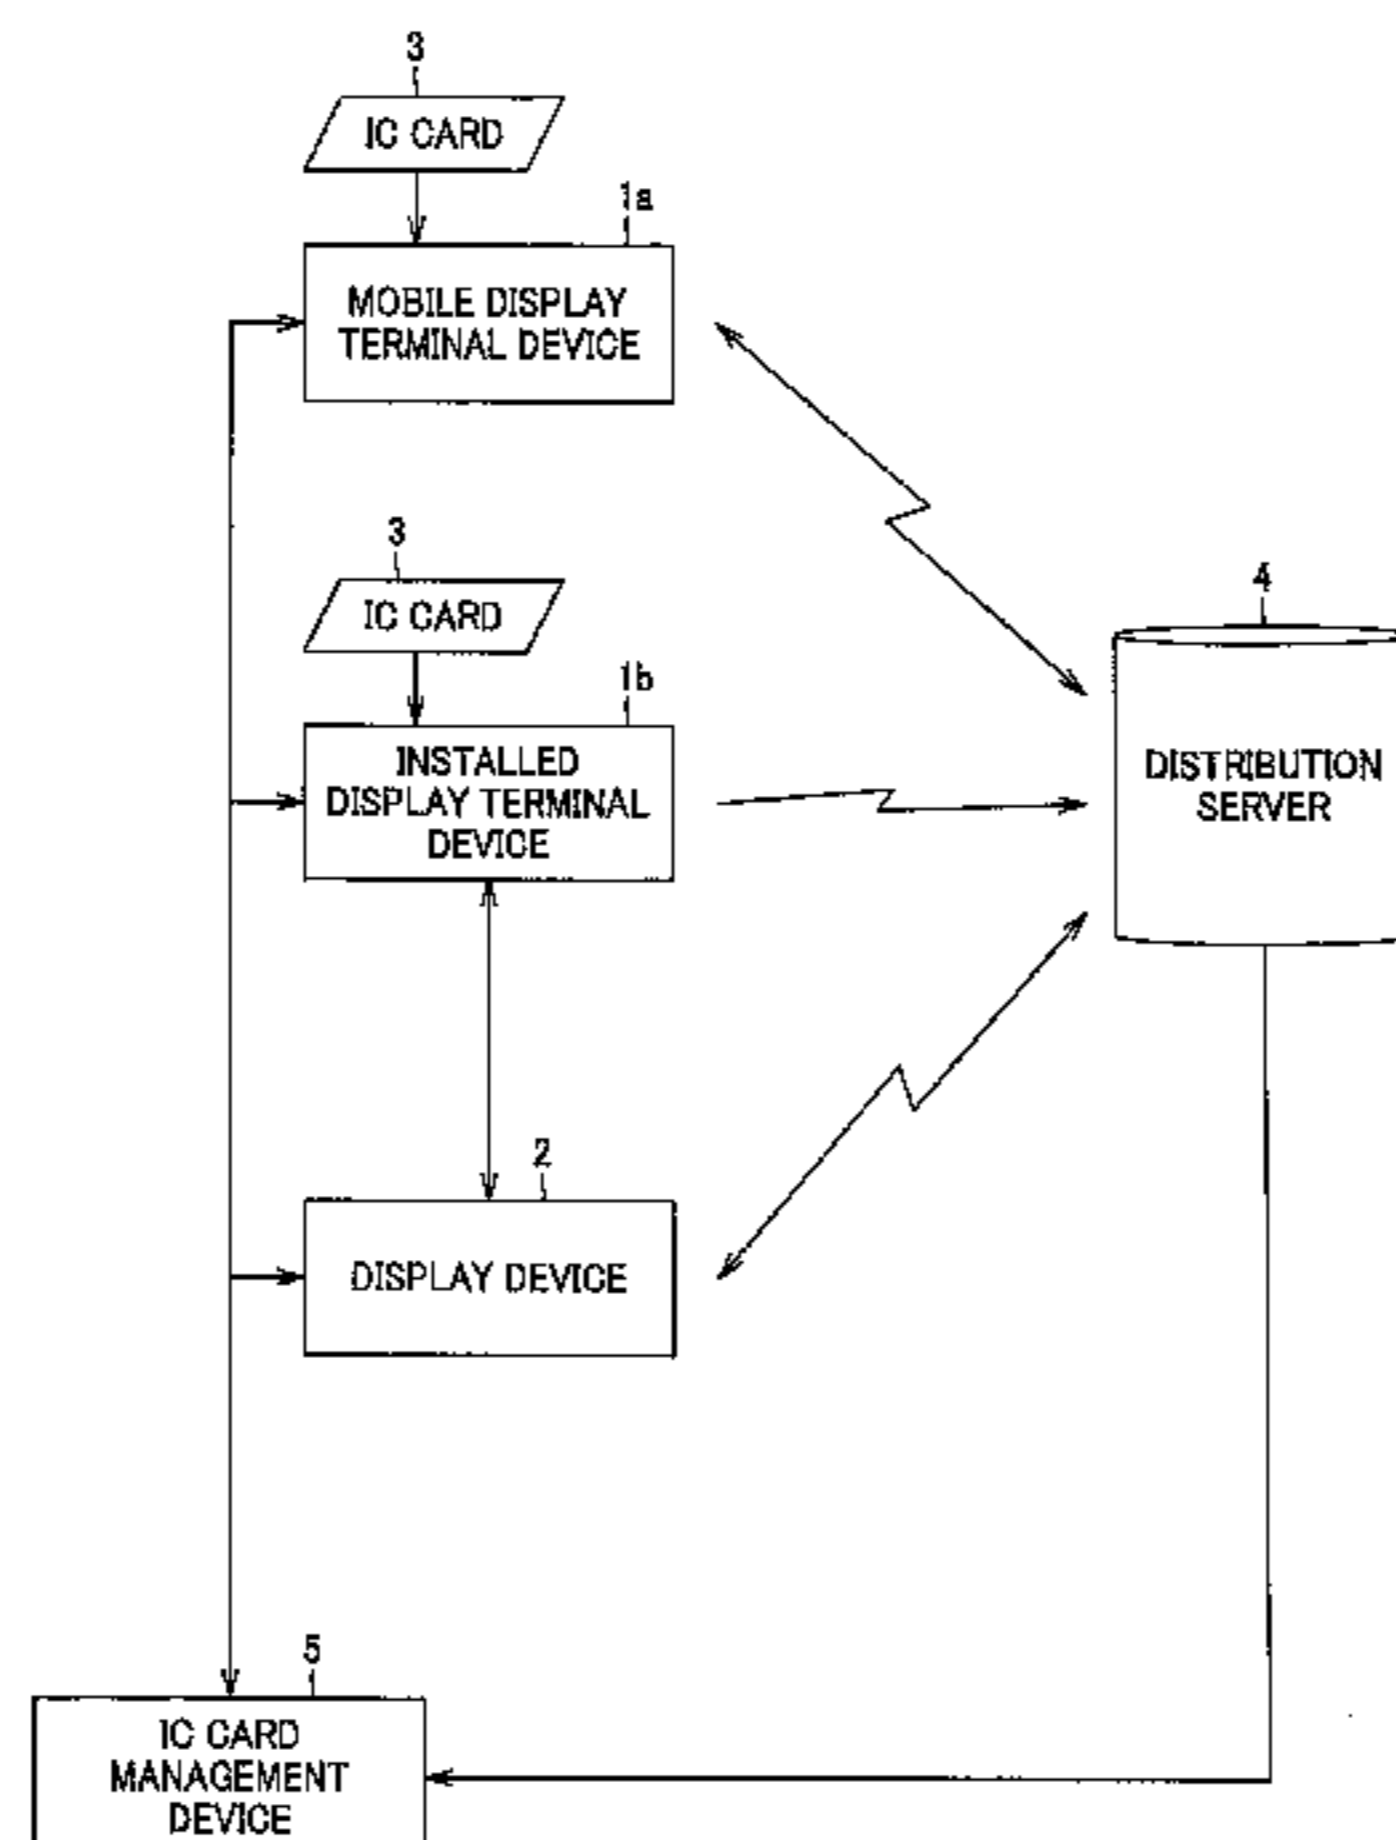 3
IC CARD
1a
MOBILE DISPLAY
TERMINAL DEVICE
3
IC CARD
1b
INSTALLED
DISPLAY TERMINAL
DEVICE
4
DISTRIBUTION
SERVER
2
DISPLAY DEVICE
5
IC CARD
MANAGEMENT
DEVICE